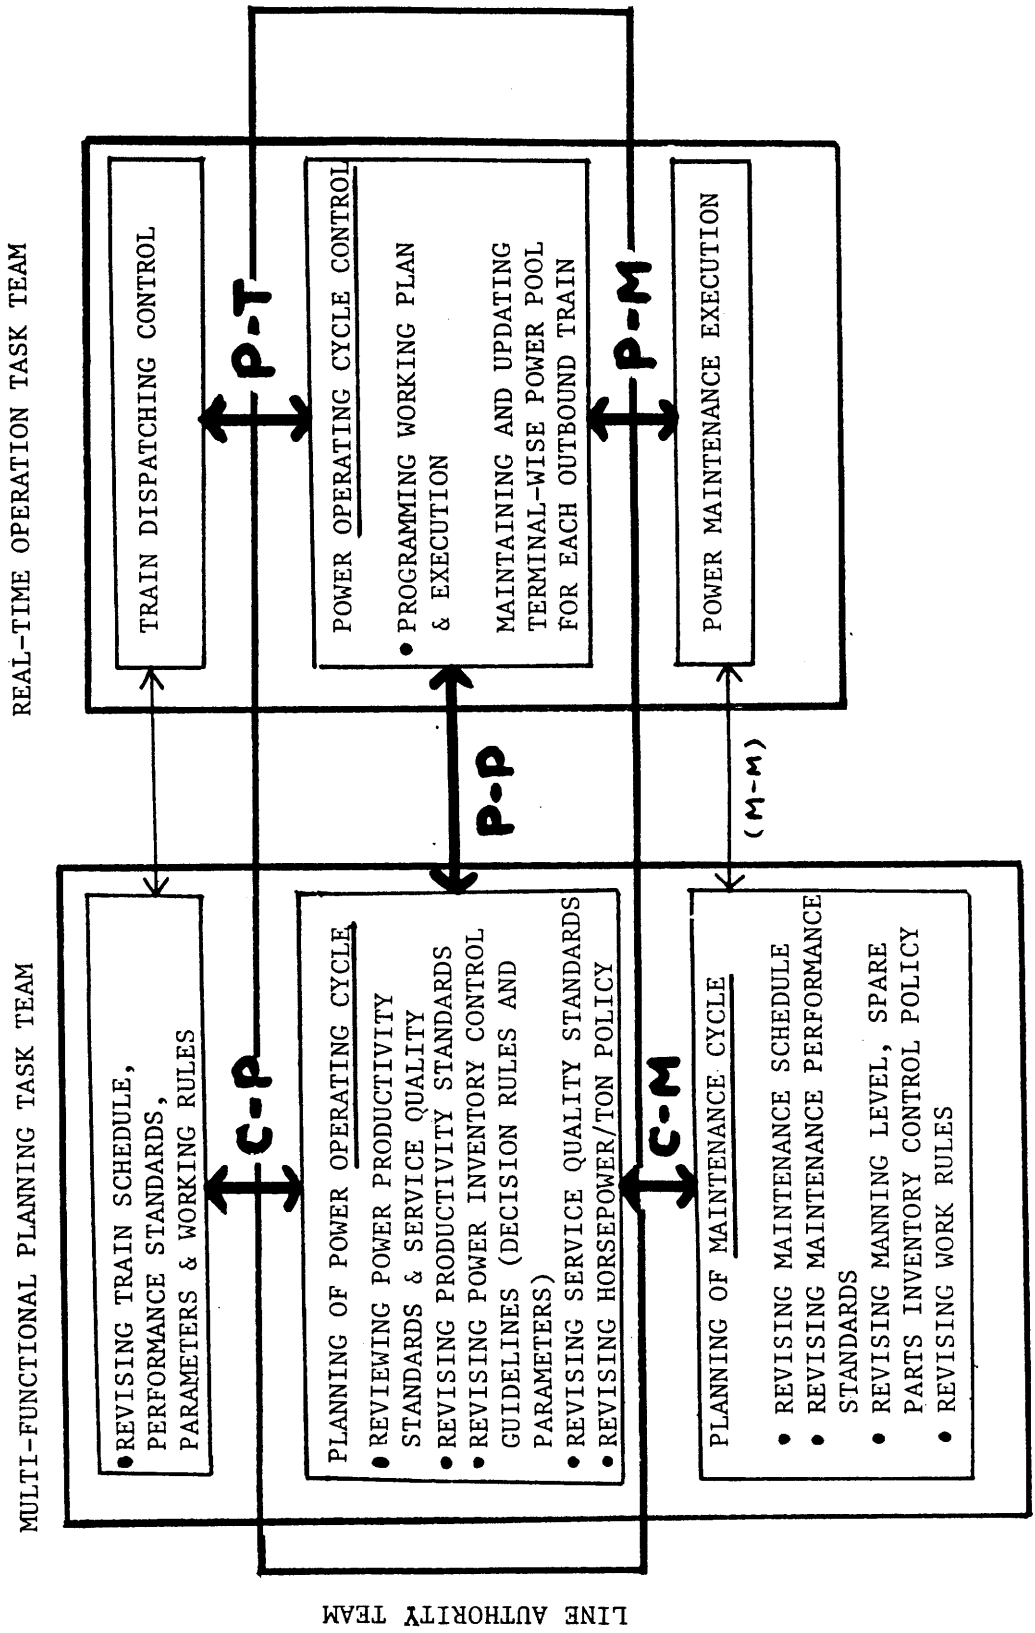 MULTI-FUNCTIONAL PLANNING TASK TEAM
REAL-TIME OPERATION TASK TEAM
LINE AUTHORITY TEAM
• REVISING TRAIN SCHEDULE,
PERFORMANCE STANDARDS,
PARAMETERS & WORKING RULES
C-P
PLANNING OF POWER OPERATING CYCLE
• REVIEWING POWER PRODUCTIVITY
STANDARDS & SERVICE QUALITY
• REVISING PRODUCTIVITY STANDARDS
• REVISING POWER INVENTORY CONTROL
GUIDELINES (DECISION RULES AND
PARAMETERS)
• REVISING SERVICE QUALITY STANDARDS
• REVISING HORSEPOWER/TON POLICY
C-M
PLANNING OF MAINTENANCE CYCLE
• REVISING MAINTENANCE SCHEDULE
• REVISING MAINTENANCE PERFORMANCE
STANDARDS
• REVISING MANNING LEVEL, SPARE
PARTS INVENTORY CONTROL POLICY
• REVISING WORK RULES
P-P
(M-M)
TRAIN DISPATCHING CONTROL
P-T
POWER OPERATING CYCLE CONTROL
• PROGRAMMING WORKING PLAN
& EXECUTION
MAINTAINING AND UPDATING
TERMINAL-WISE POWER POOL
FOR EACH OUTBOUND TRAIN
P-M
POWER MAINTENANCE EXECUTION